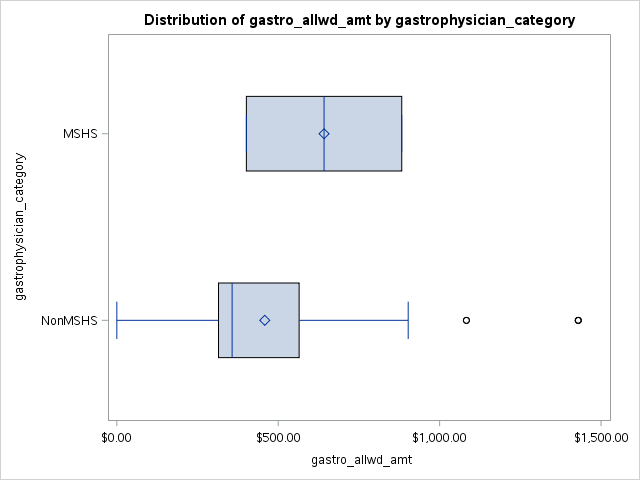 Distribution of gastro_allwd_amt by gastrophysician_category
gastrophysician_category
MSHS
NonMSHS
$0.00
$500.00
$1,000.00
$1,500.00
gastro_allwd_amt